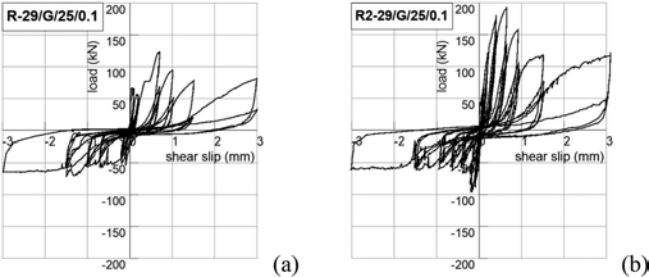 R-29/G/25/0.1
200
150
100
50
load (kN)
-3 -2 -1 0 1 2 3
shear slip (mm)
-50
-100
-150
-200
(a)
R2-29/G/25/0.1
200
150
100
50
load (kN)
-3 -2 -1 0 1 2 3
shear slip (mm)
-50
-100
-150
-200
(b)